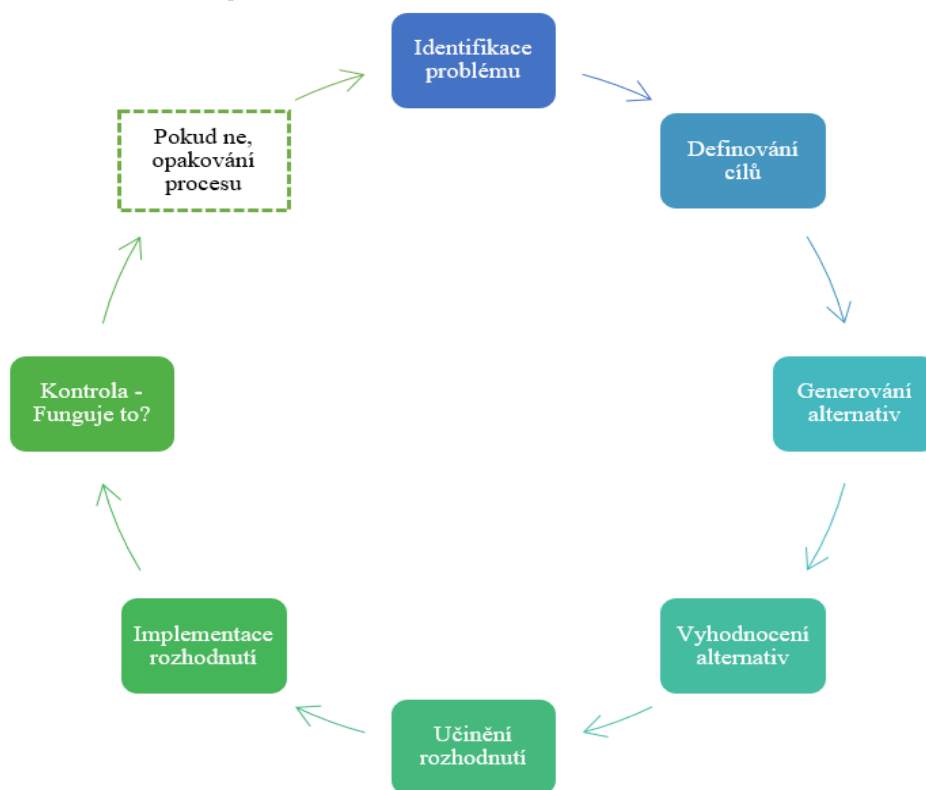 Identifikace
problému
Definování
cílů
Generování
alternativ
Vyhodnocení
alternativ
Učinění
rozhodnutí
Implementace
rozhodnutí
Kontrola -
Funguje to?
Pokud ne,
opakování
procesu